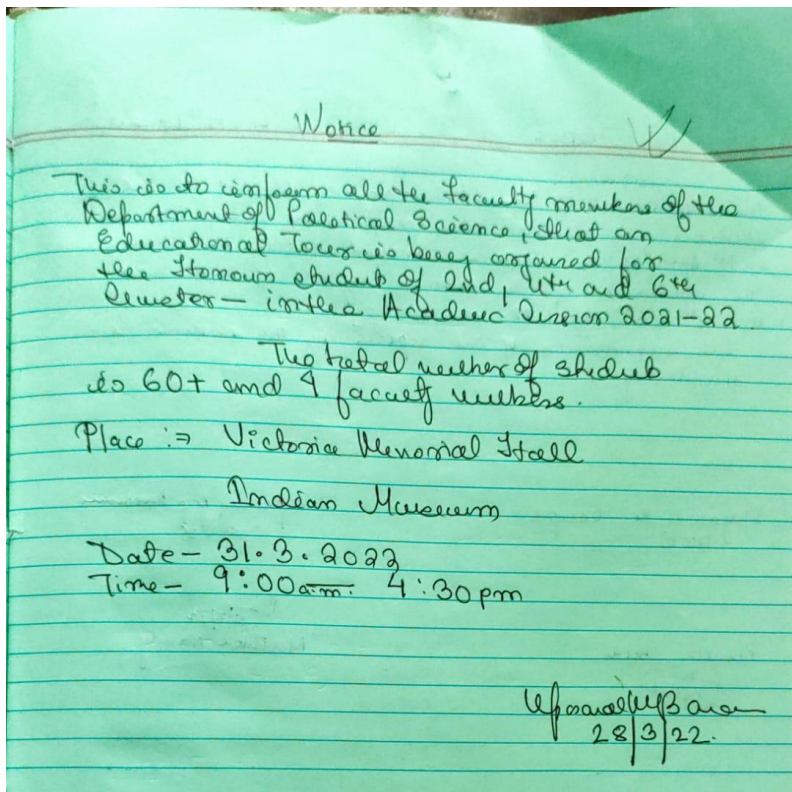 Notice
This is to inform all the faculty members of the
Department of Political Science, that an
Educational Tour is being organised for
the Honours students of 2nd, 4th and 6th
Semester - in the Academic Session 2021-22.
The total number of students
is 60+ and 4 faculty members.
Place :⇒ Victoria Memorial Hall
Indian Museum
Date - 31.3.2022
Time - 9:00 a.m. 4:30 pm
28/3/22.